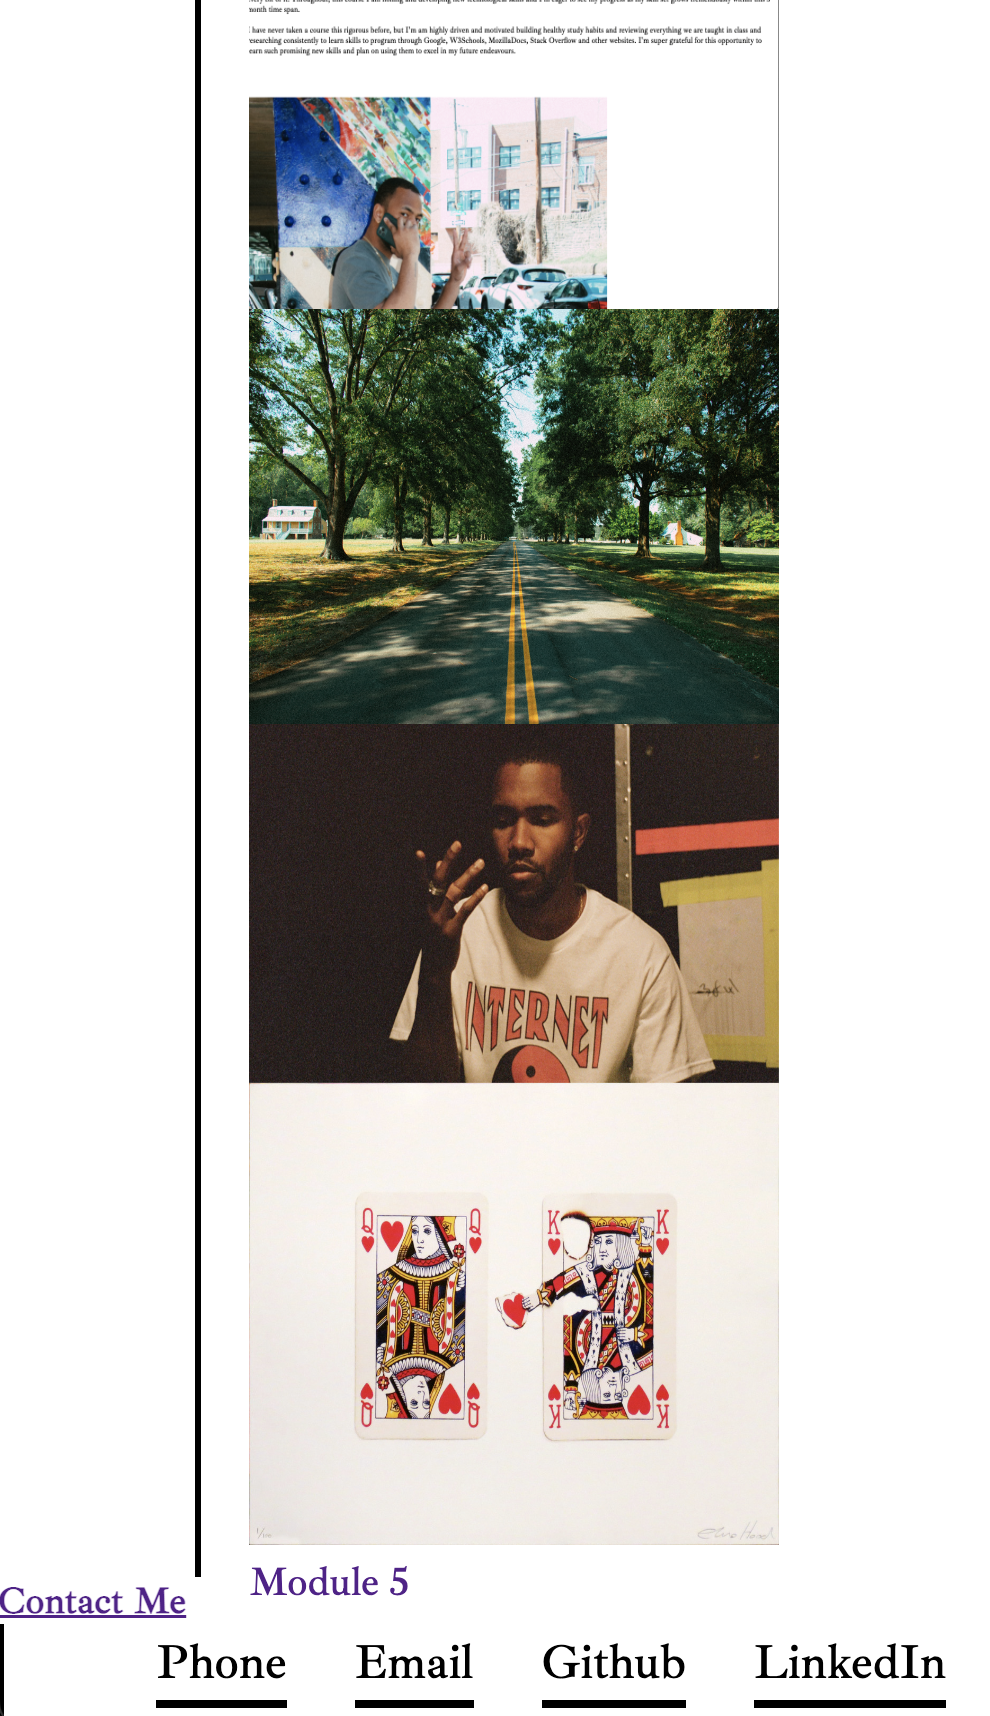 month time span.
I have never taken a course this rigorous before, but I'm am highly driven and motivated building healthy study habits and reviewing everything we are taught in class and
researching consistently to learn skills to program through Google, W3Schools, MozillaDocs, Stack Overflow and other websites. I'm super grateful for this opportunity to
earn such promising new skills and plan on using them to excel in my future endeavours.
INTERNET
Q Q K K
Q Q K K
1/10
Module 5
Contact Me
Phone Email Github LinkedIn